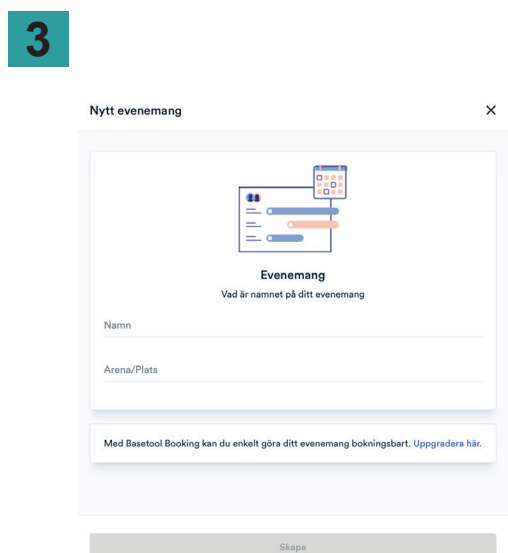 3
Nytt evenemang
Evenemang
Vad är namnet på ditt evenemang
Namn
Arena/Plats
Med Basetool Booking kan du enkelt göra ditt evenemang bokningsbart. Uppgradera här.
Skapa